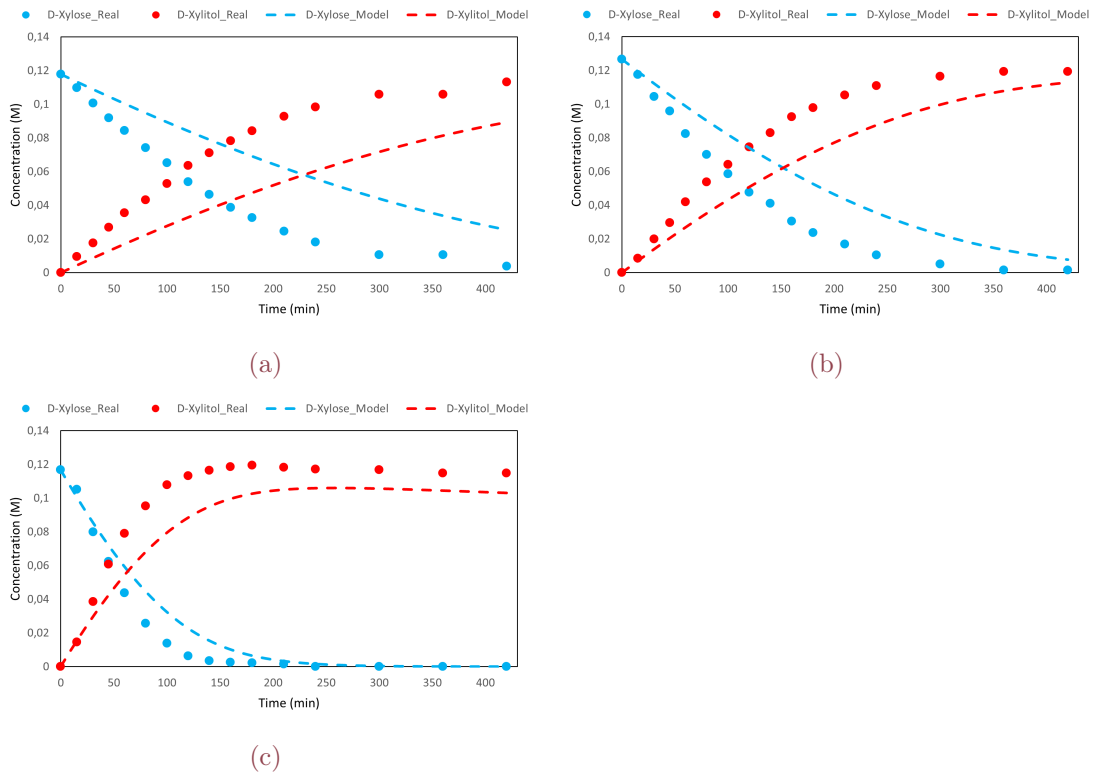 D-Xylose_Real D-Xylitol_Real D-Xylose_Model D-Xylitol_Model
0,14
0,12
0,1
0,08
0,06
0,04
0,02
0
Concentration (M)
0 50 100 150 200 250 300 350 400
Time (min)
(a)
D-Xylose_Real D-Xylitol_Real D-Xylose_Model D-Xylitol_Model
0,14
0,12
0,1
0,08
0,06
0,04
0,02
0
Concentration (M)
0 50 100 150 200 250 300 350 400
Time (min)
(b)
D-Xylose_Real D-Xylitol_Real D-Xylose_Model D-Xylitol_Model
0,14
0,12
0,1
0,08
0,06
0,04
0,02
0
Concentration (M)
0 50 100 150 200 250 300 350 400
Time (min)
(c)